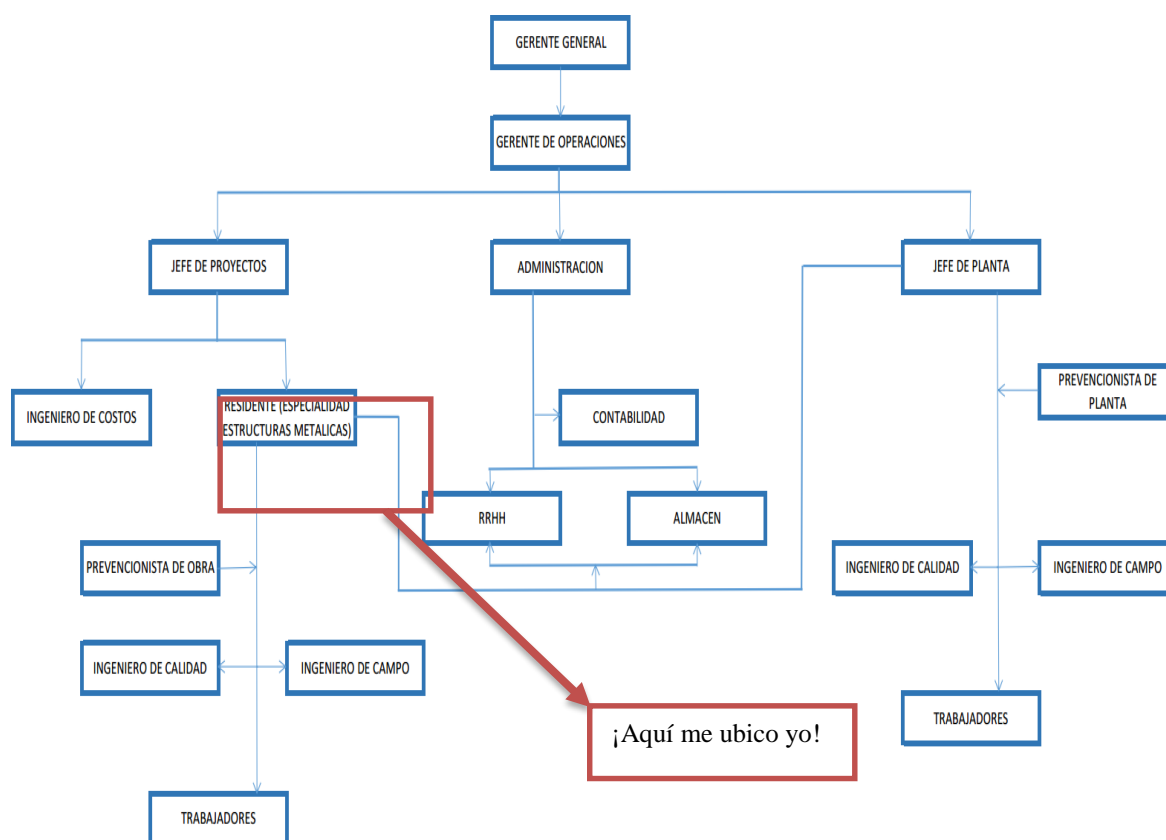 GERENTE GENERAL
GERENTE DE OPERACIONES
JEFE DE PROYECTOS
ADMINISTRACION
JEFE DE PLANTA
INGENIERO DE COSTOS
RESIDENTE (ESPECIALIDAD
ESTRUCTURAS METALICAS)
CONTABILIDAD
PREVENCIONISTA DE
PLANTA
RRHH
ALMACEN
PREVENCIONISTA DE OBRA
INGENIERO DE CALIDAD
INGENIERO DE CAMPO
INGENIERO DE CALIDAD
INGENIERO DE CAMPO
TRABAJADORES
¡Aquí me ubico yo!
TRABAJADORES